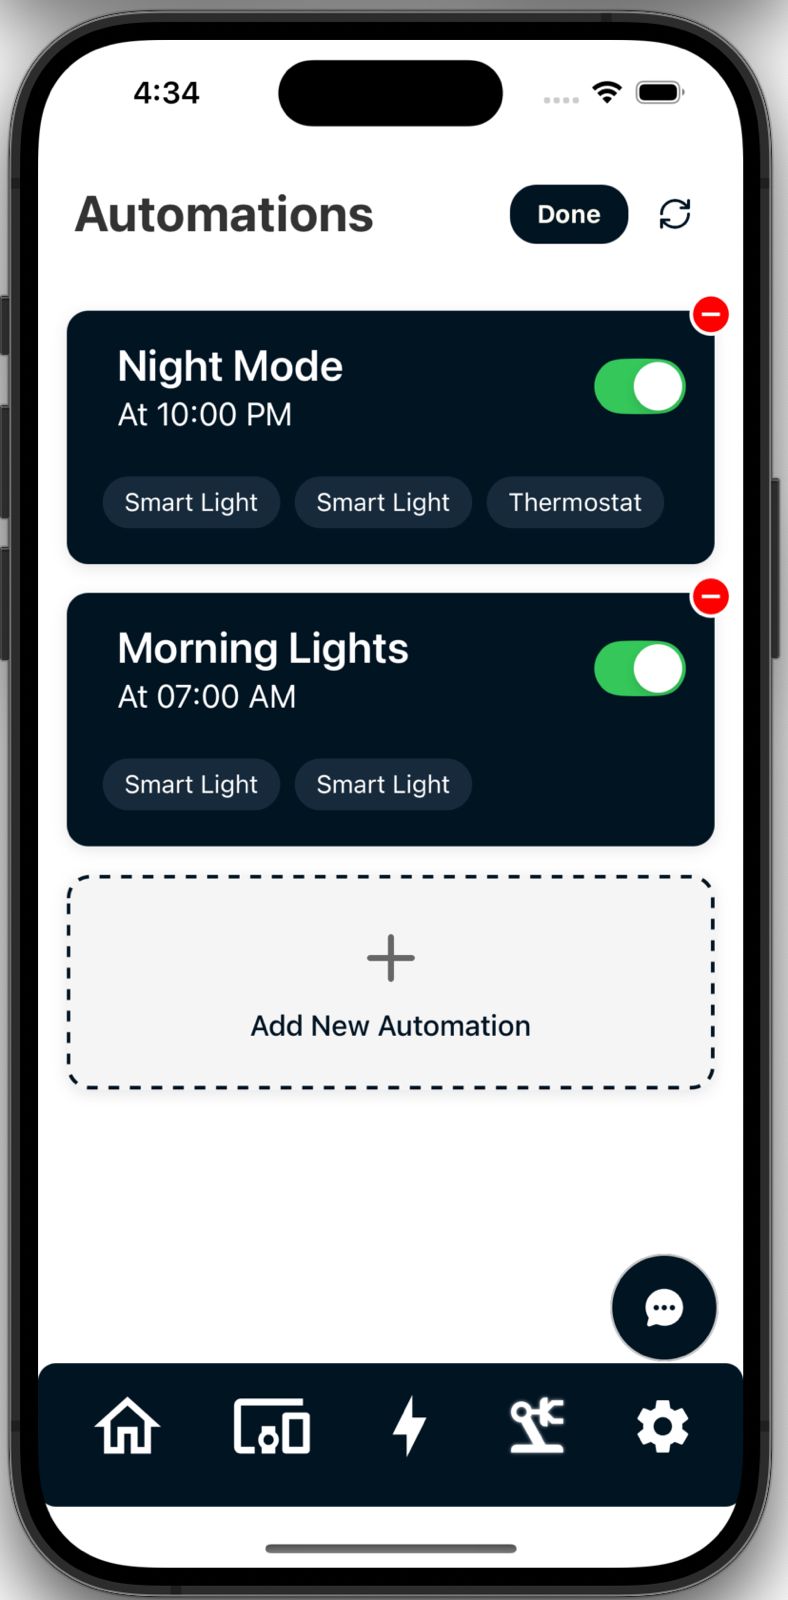 4:34
Automations Done
Night Mode
At 10:00 PM
Smart Light Smart Light Thermostat
Morning Lights
At 07:00 AM
Smart Light Smart Light
Add New Automation